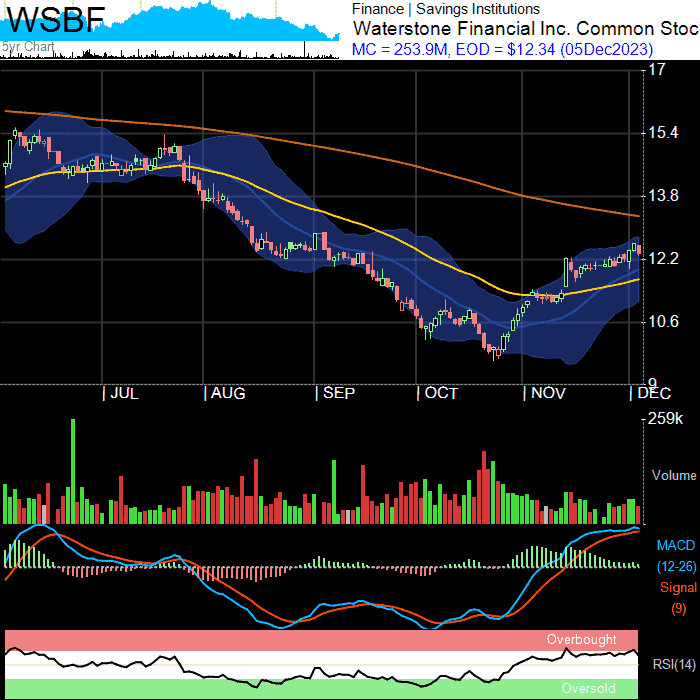 WSBF
5yr Chart
Finance | Savings Institutions
Waterstone Financial Inc. Common Stoc
MC = 253.9M, EOD = $12.34 (05Dec2023)
17
15.4
13.8
12.2
10.6
9
JUL
AUG
SEP
OCT
NOV
DEC
259k
Volume
MACD
(12-26)
Signal
(9)
Overbought
RSI(14)
Oversold